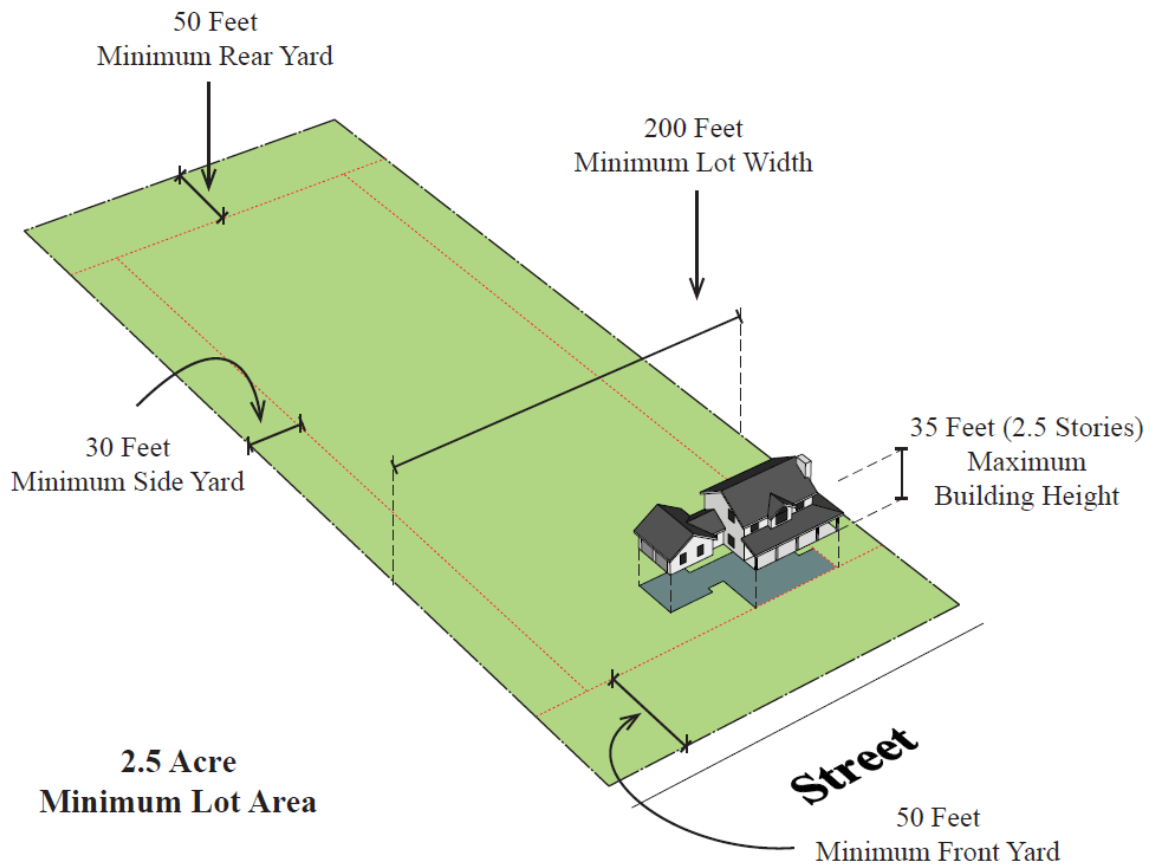 50 Feet
Minimum Rear Yard
200 Feet
Minimum Lot Width
30 Feet
Minimum Side Yard
35 Feet (2.5 Stories)
Maximum
Building Height
2.5 Acre
Minimum Lot Area
Street
50 Feet
Minimum Front Yard